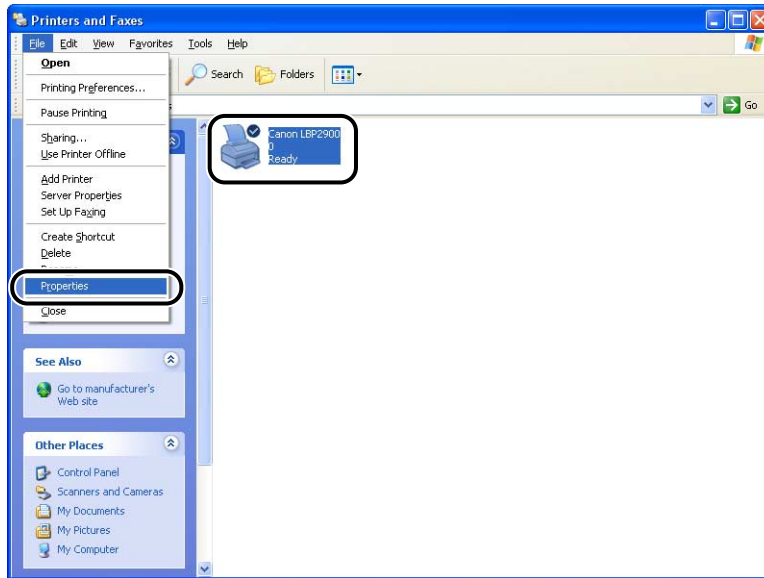 Printers and Faxes
File Edit View Favorites Tools Help
Search Folders
Go
Open
Printing Preferences...
Pause Printing
Sharing...
Use Printer Offline
Add Printer
Server Properties
Set Up Faxing
Create Shortcut
Delete
Properties
Close
Canon LBP2900
0
Ready
See Also
Go to manufacturer's
Web site
Other Places
Control Panel
Scanners and Cameras
My Documents
My Pictures
My Computer